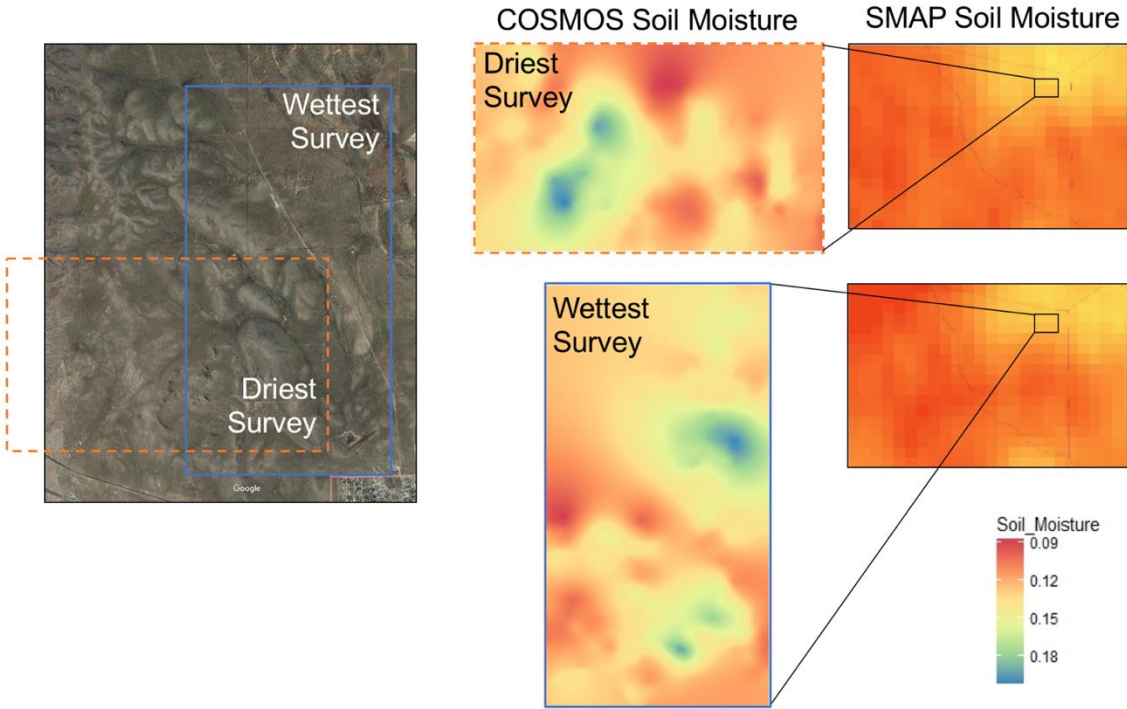 COSMOS Soil Moisture
SMAP Soil Moisture
Wettest
Survey
Driest
Survey
Google
Driest
Survey
Wettest
Survey
Soil_Moisture
0.09
0.12
0.15
0.18